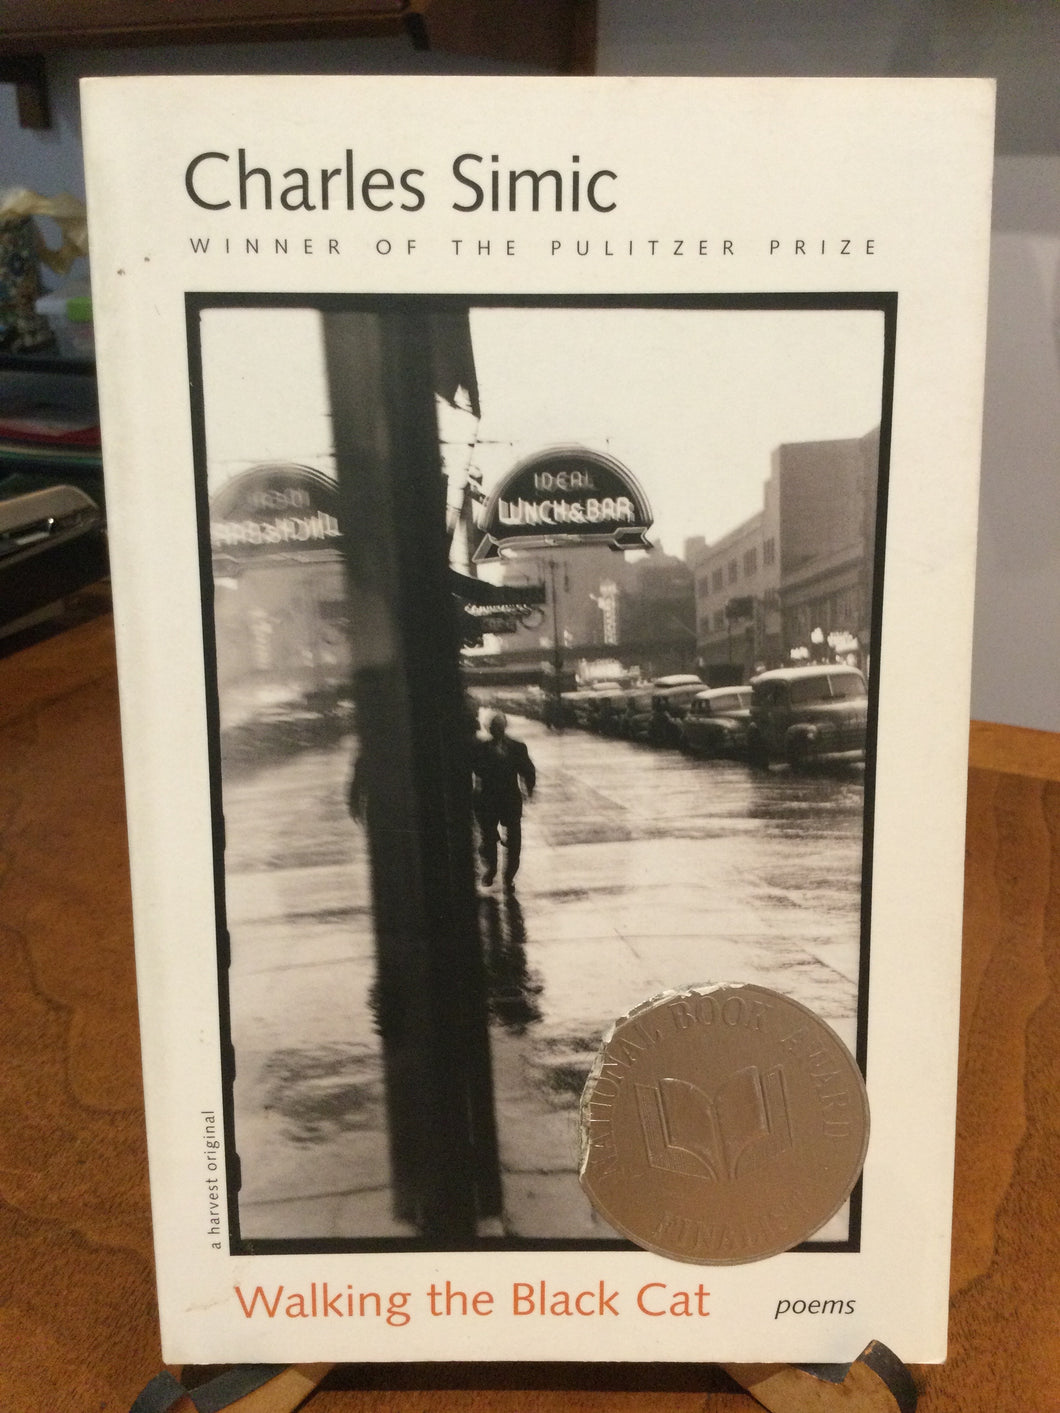 Charles Simic
WINNER OF THE PULITZER PRIZE
IDEAL
LUNCH & BAR
NATIONAL BOOK AWARD
FINALIST
a harvest original
Walking the Black Cat
poems